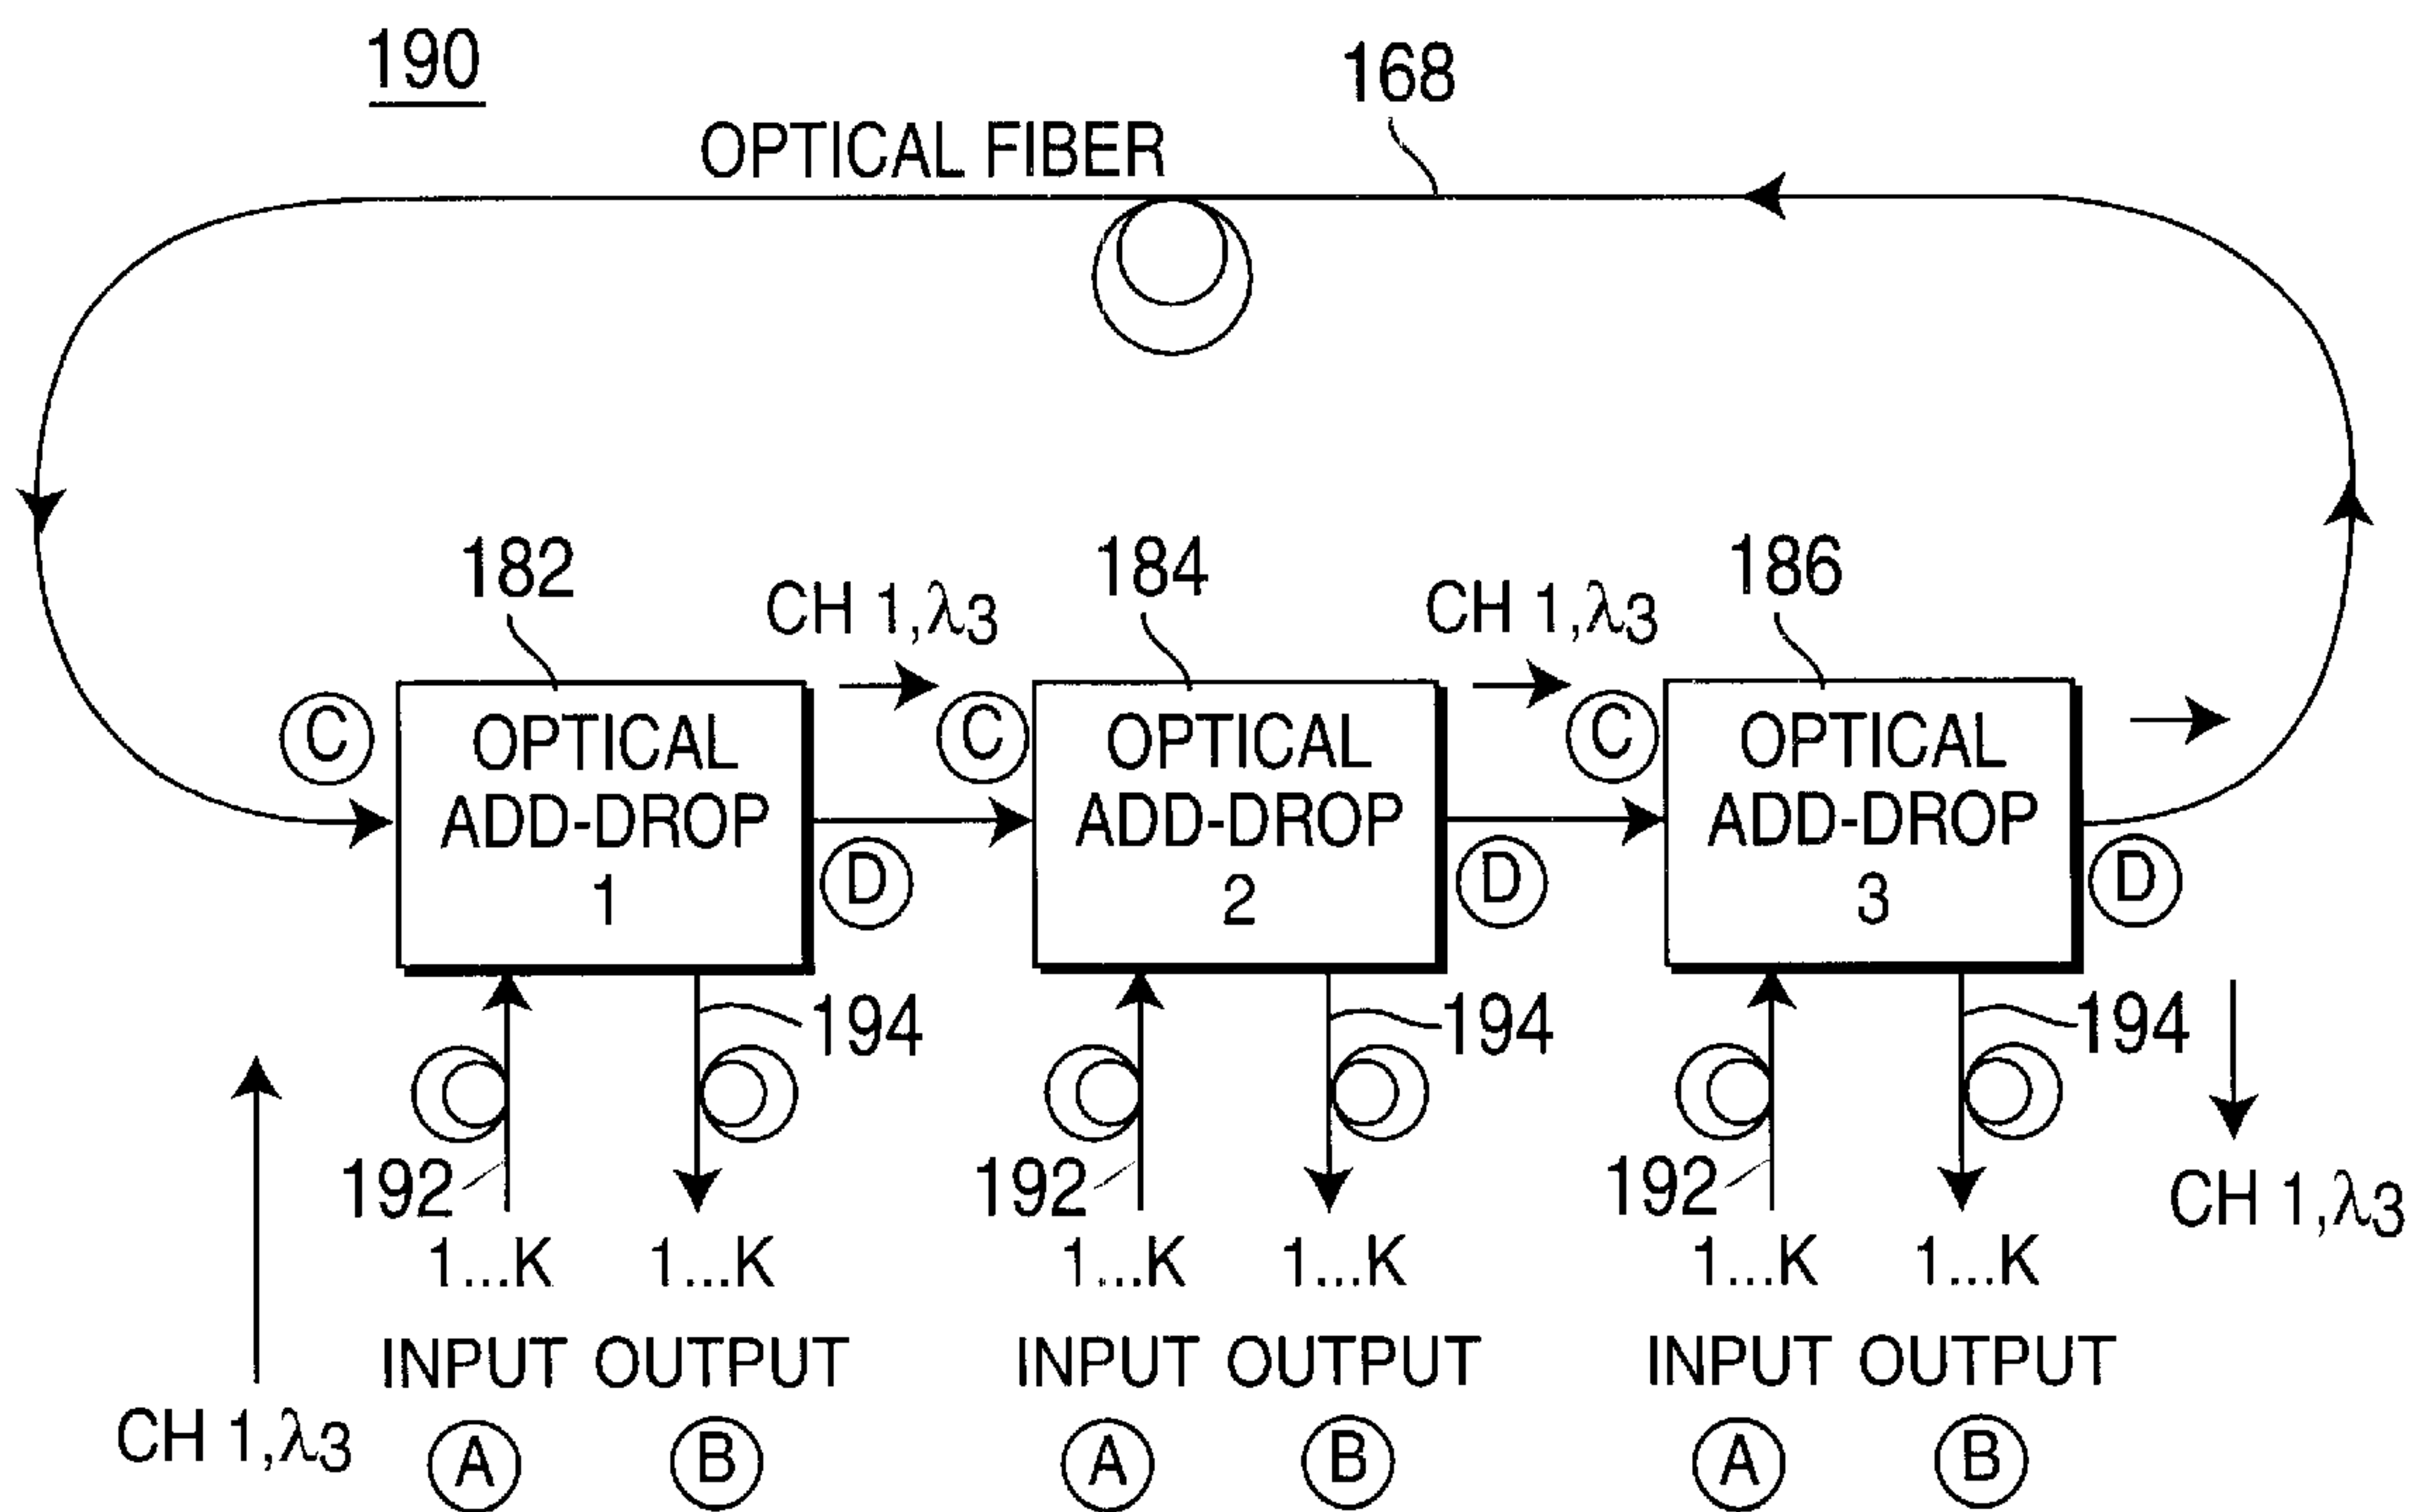 190
168
OPTICAL FIBER
182
CH 1,λ3
184
CH 1,λ3
186
C
OPTICAL
ADD-DROP
1
D
C
OPTICAL
ADD-DROP
2
D
C
OPTICAL
ADD-DROP
3
D
194
194
194
192
192
192
CH 1,λ3
1...K
1...K
1...K
1...K
1...K
1...K
INPUT OUTPUT
INPUT OUTPUT
INPUT OUTPUT
CH 1,λ3
A
B
A
B
A
B